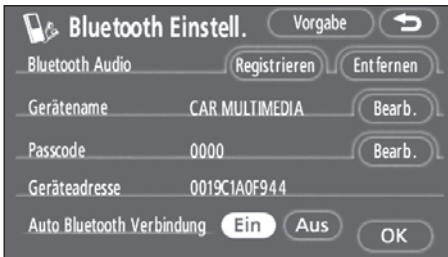 Bluetooth Einstell. Vorgabe
Bluetooth Audio Registrieren Entfernen
Gerätename CAR MULTIMEDIA Bearb.
Passcode 0000 Bearb.
Geräteadresse 0019C1A0F944
Auto Bluetooth Verbindung Ein Aus OK